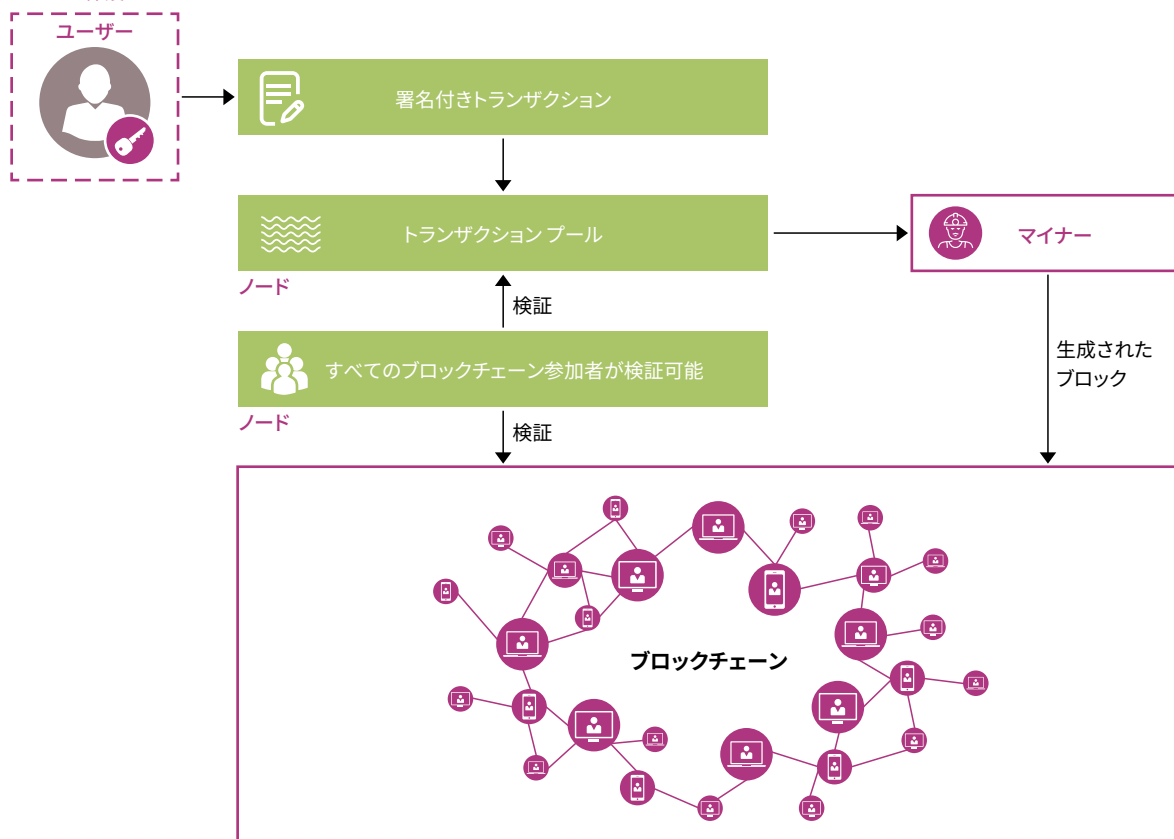 ユーザー
署名付きトランザクション
トランザクション プール
マイナー
ノード
検証
すべてのブロックチェーン参加者が検証可能
生成された
ブロック
ノード
検証
ブロックチェーン